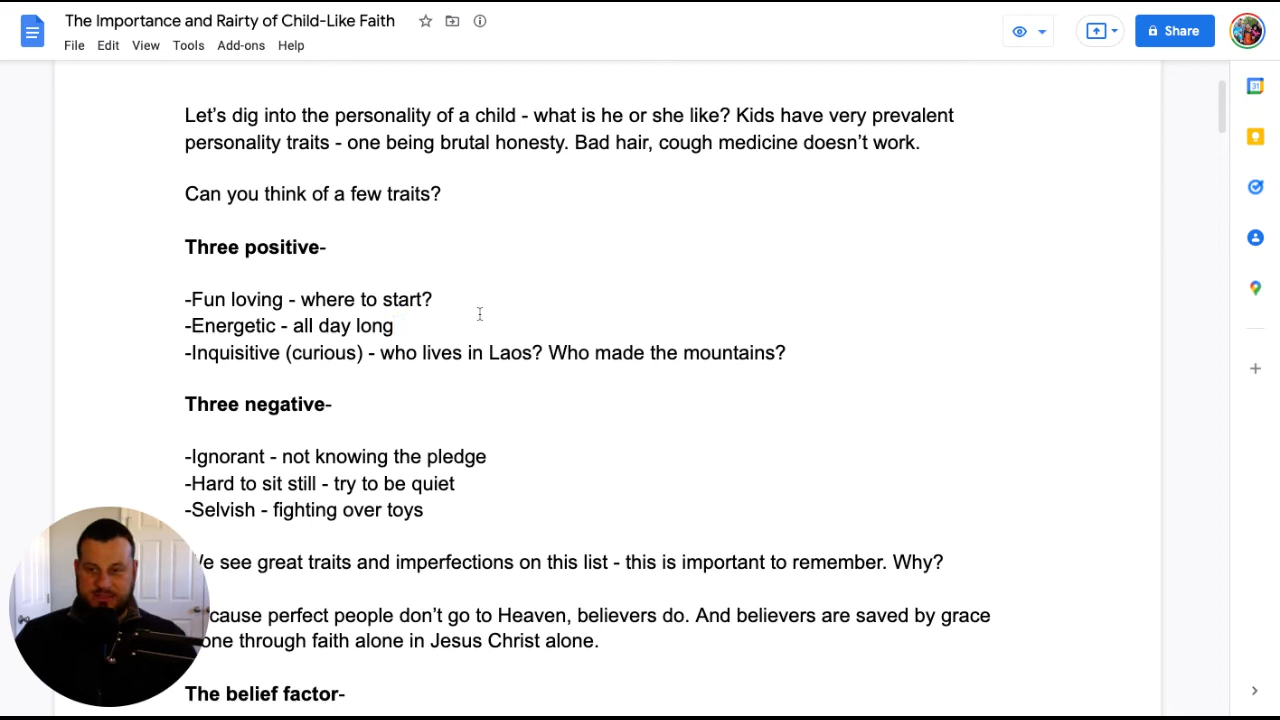 The Importance and Rairty of Child-Like Faith
File Edit View Tools Add-ons Help
Share
31
Let's dig into the personality of a child - what is he or she like? Kids have very prevalent
personality traits - one being brutal honesty. Bad hair, cough medicine doesn't work.
Can you think of a few traits?
Three positive-
-Fun loving - where to start?
-Energetic - all day long
-Inquisitive (curious) - who lives in Laos? Who made the mountains?
Three negative-
-Ignorant - not knowing the pledge
-Hard to sit still - try to be quiet
-Selvish - fighting over toys
We see great traits and imperfections on this list - this is important to remember. Why?
cause perfect people don't go to Heaven, believers do. And believers are saved by grace
one through faith alone in Jesus Christ alone.
The belief factor-